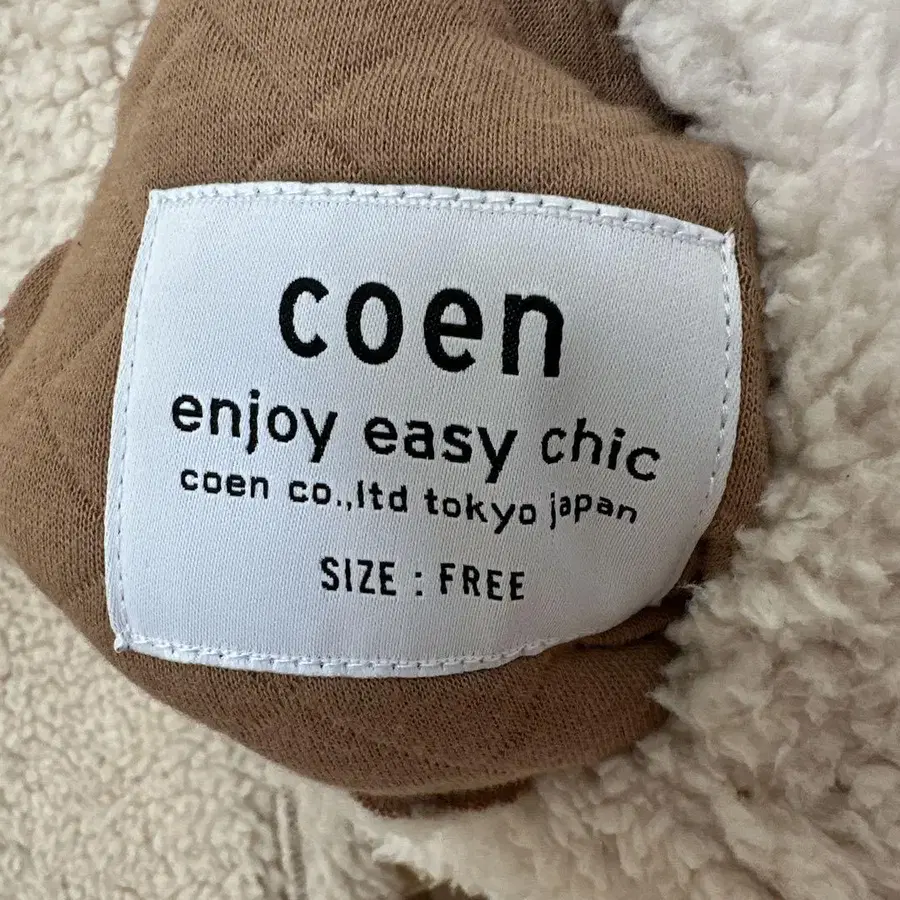 coen
enjoy easy chic
coen co.,ltd tokyo japan
SIZE : FREE